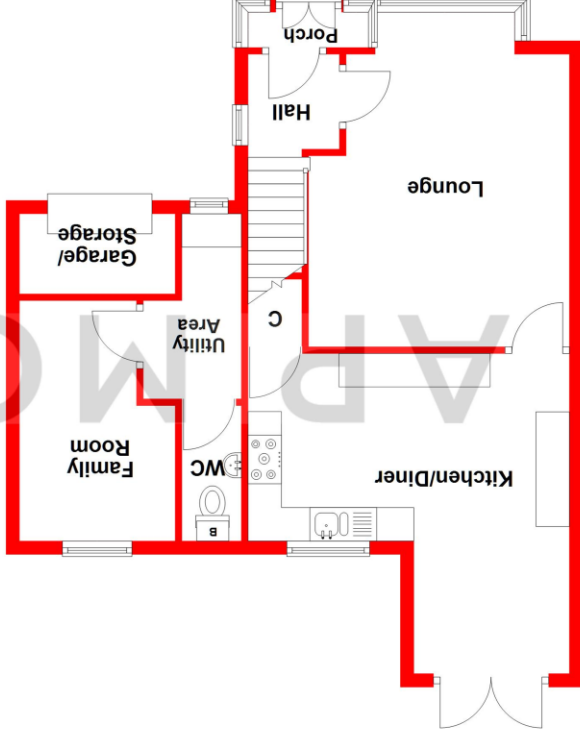 B
Kitchen/Diner
WC
Family
Room
Utility
Area
C
Garage/
Storage
Lounge
Hall
Porch